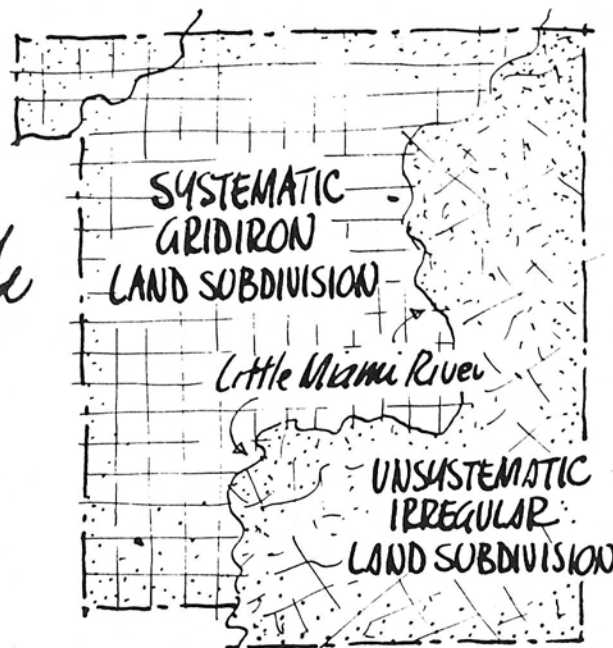 SYSTEMATIC
GRIDIRON
LAND SUBDIVISION
Little Miami River
UNSYSTEMATIC
IRREGULAR
LAND SUBDIVISION